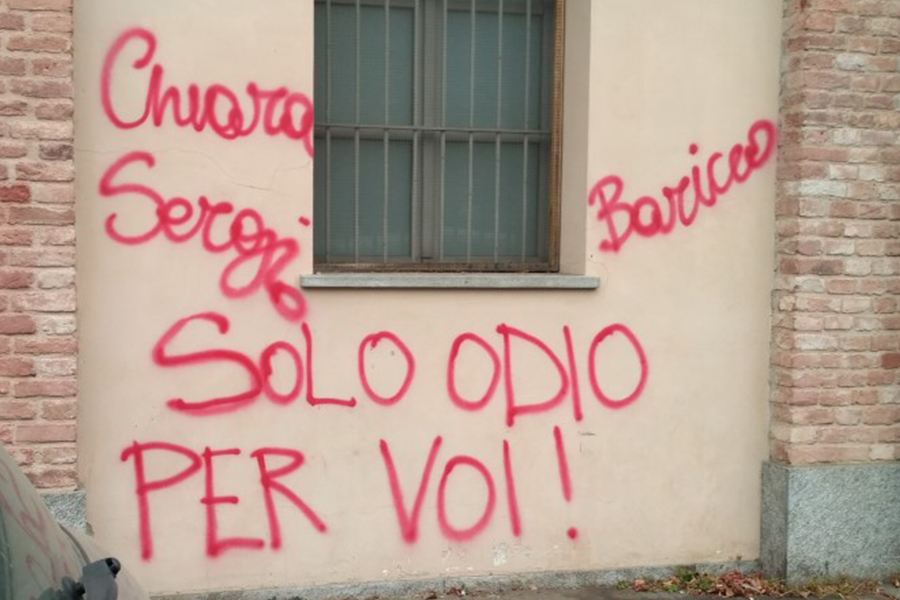 Chiara
Sergio
Baricco
SOLO ODIO
PER VOI!